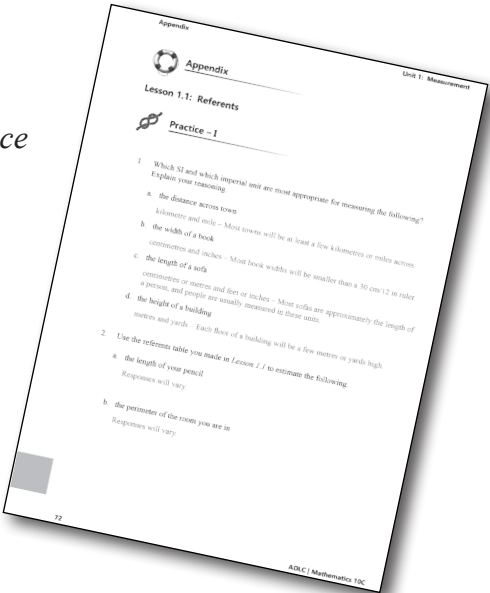 ce
Appendix
Unit 1: Measurement
Appendix
Lesson 1.1: Referents
Practice – I
1 Which SI and which imperial unit are most appropriate for measuring the following?
Explain your reasoning.
a. the distance across town
kilometre and mile – Most towns will be at least a few kilometres or miles across
b the width of a book
centimetres and inches – Most book widths will be smaller than a 30 cm/12 in ruler
c. the length of a sofa
centimetres or metres and feet or inches – Most sofas are approximately the length of
a person, and people are usually measured in these units.
d. the height of a building
metres and yards – Each floor of a building will be a few metres or yards high.
2. Use the referents table you made in Lesson 1.1 to estimate the following
a. the length of your pencil
Responses will vary
b the perimeter of the room you are in
Responses will vary
72
ADLC | Mathematics 10C